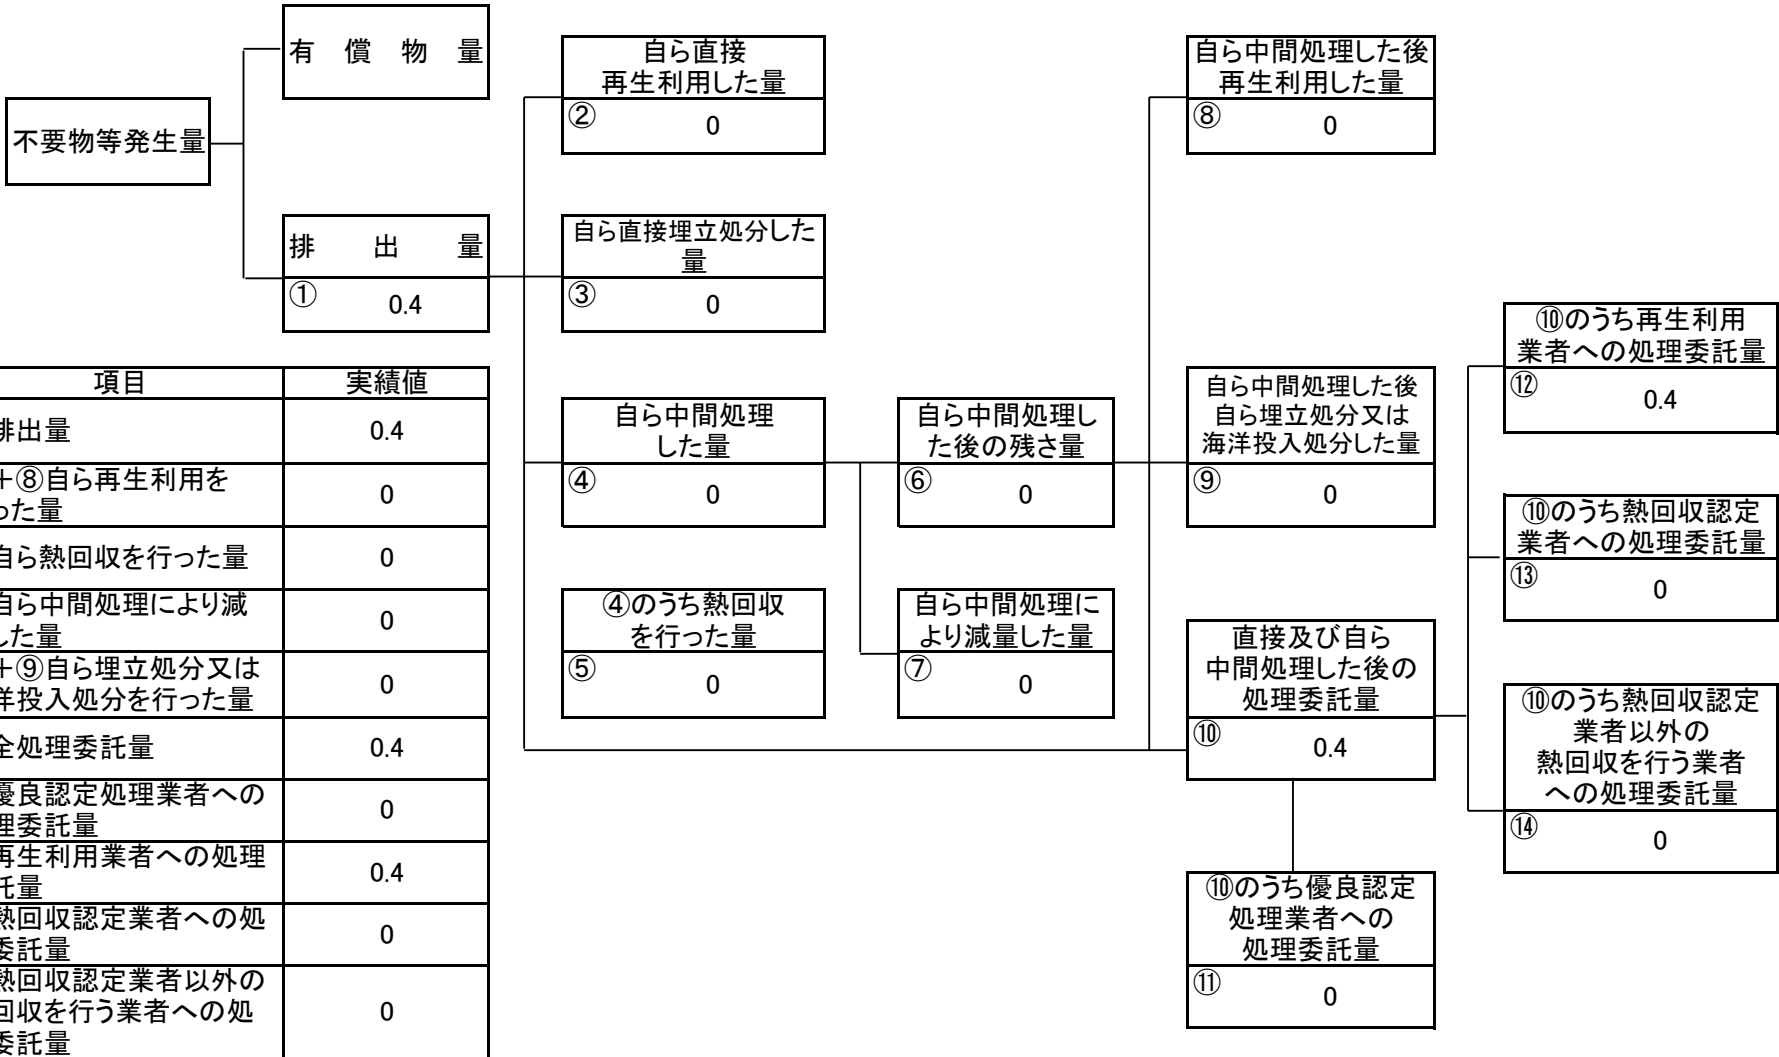 有償物量
不要物等発生量
排出量
①
0.4
自ら直接
再生利用した量
②
0
自ら直接埋立処分した
量
③
0
自ら中間処理
した量
④
0
④のうち熱回収
を行った量
⑤
0
自ら中間処理し
た後の残さ量
⑥
0
自ら中間処理に
より減量した量
⑦
0
自ら中間処理した後
再生利用した量
⑧
0
自ら中間処理した後
自ら埋立処分又は
海洋投入処分した量
⑨
0
直接及び自ら
中間処理した後の
処理委託量
⑩
0.4
⑩のうち優良認定
処理業者への
処理委託量
⑪
0
⑩のうち再生利用
業者への処理委託量
⑫
0.4
⑩のうち熱回収認定
業者への処理委託量
⑬
0
⑩のうち熱回収認定
業者以外の
熱回収を行う業者
への処理委託量
⑭
0
項目
実績値
排出量
0.4
+⑧自ら再生利用を
った量
0
自ら熱回収を行った量
0
自ら中間処理により減
した量
0
+⑨自ら埋立処分又は
洋投入処分を行った量
0
全処理委託量
0.4
優良認定処理業者への
理委託量
0
再生利用業者への処理
託量
0.4
熱回収認定業者への処
委託量
0
熱回収認定業者以外の
回収を行う業者への処
委託量
0